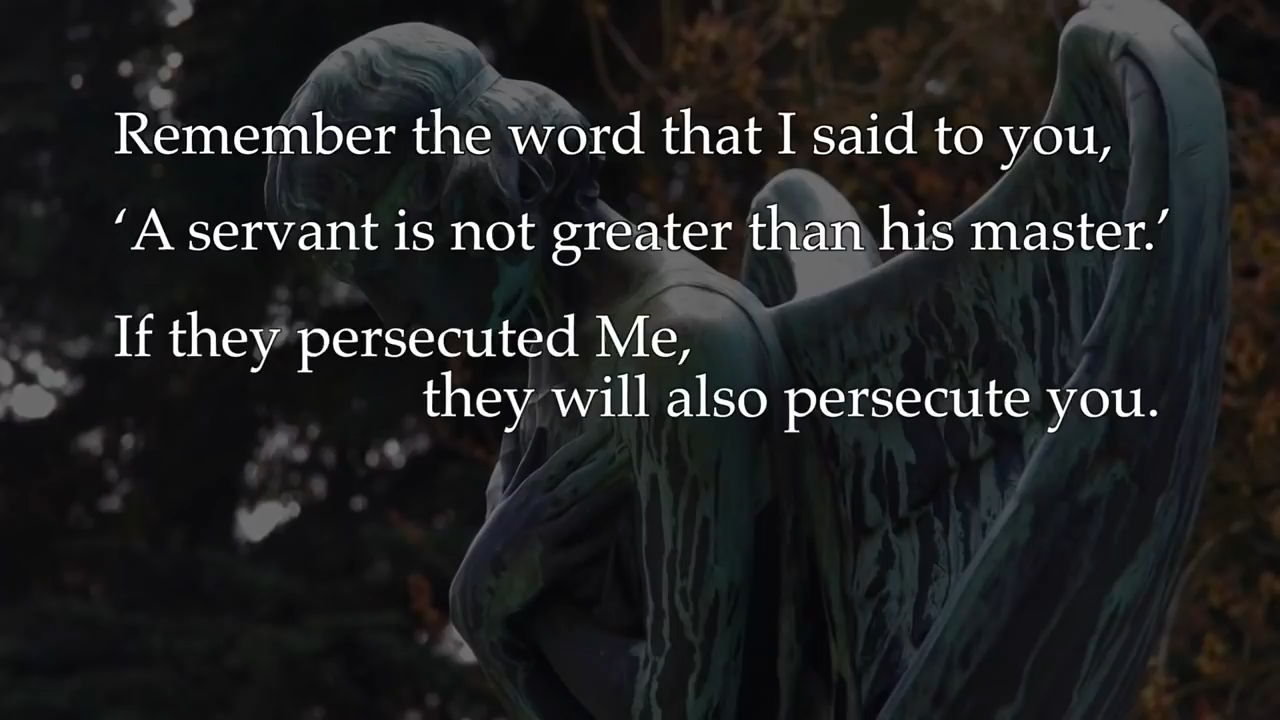 Remember the word that I said to you,
‘A servant is not greater than his master.’
If they persecuted Me,
they will also persecute you.